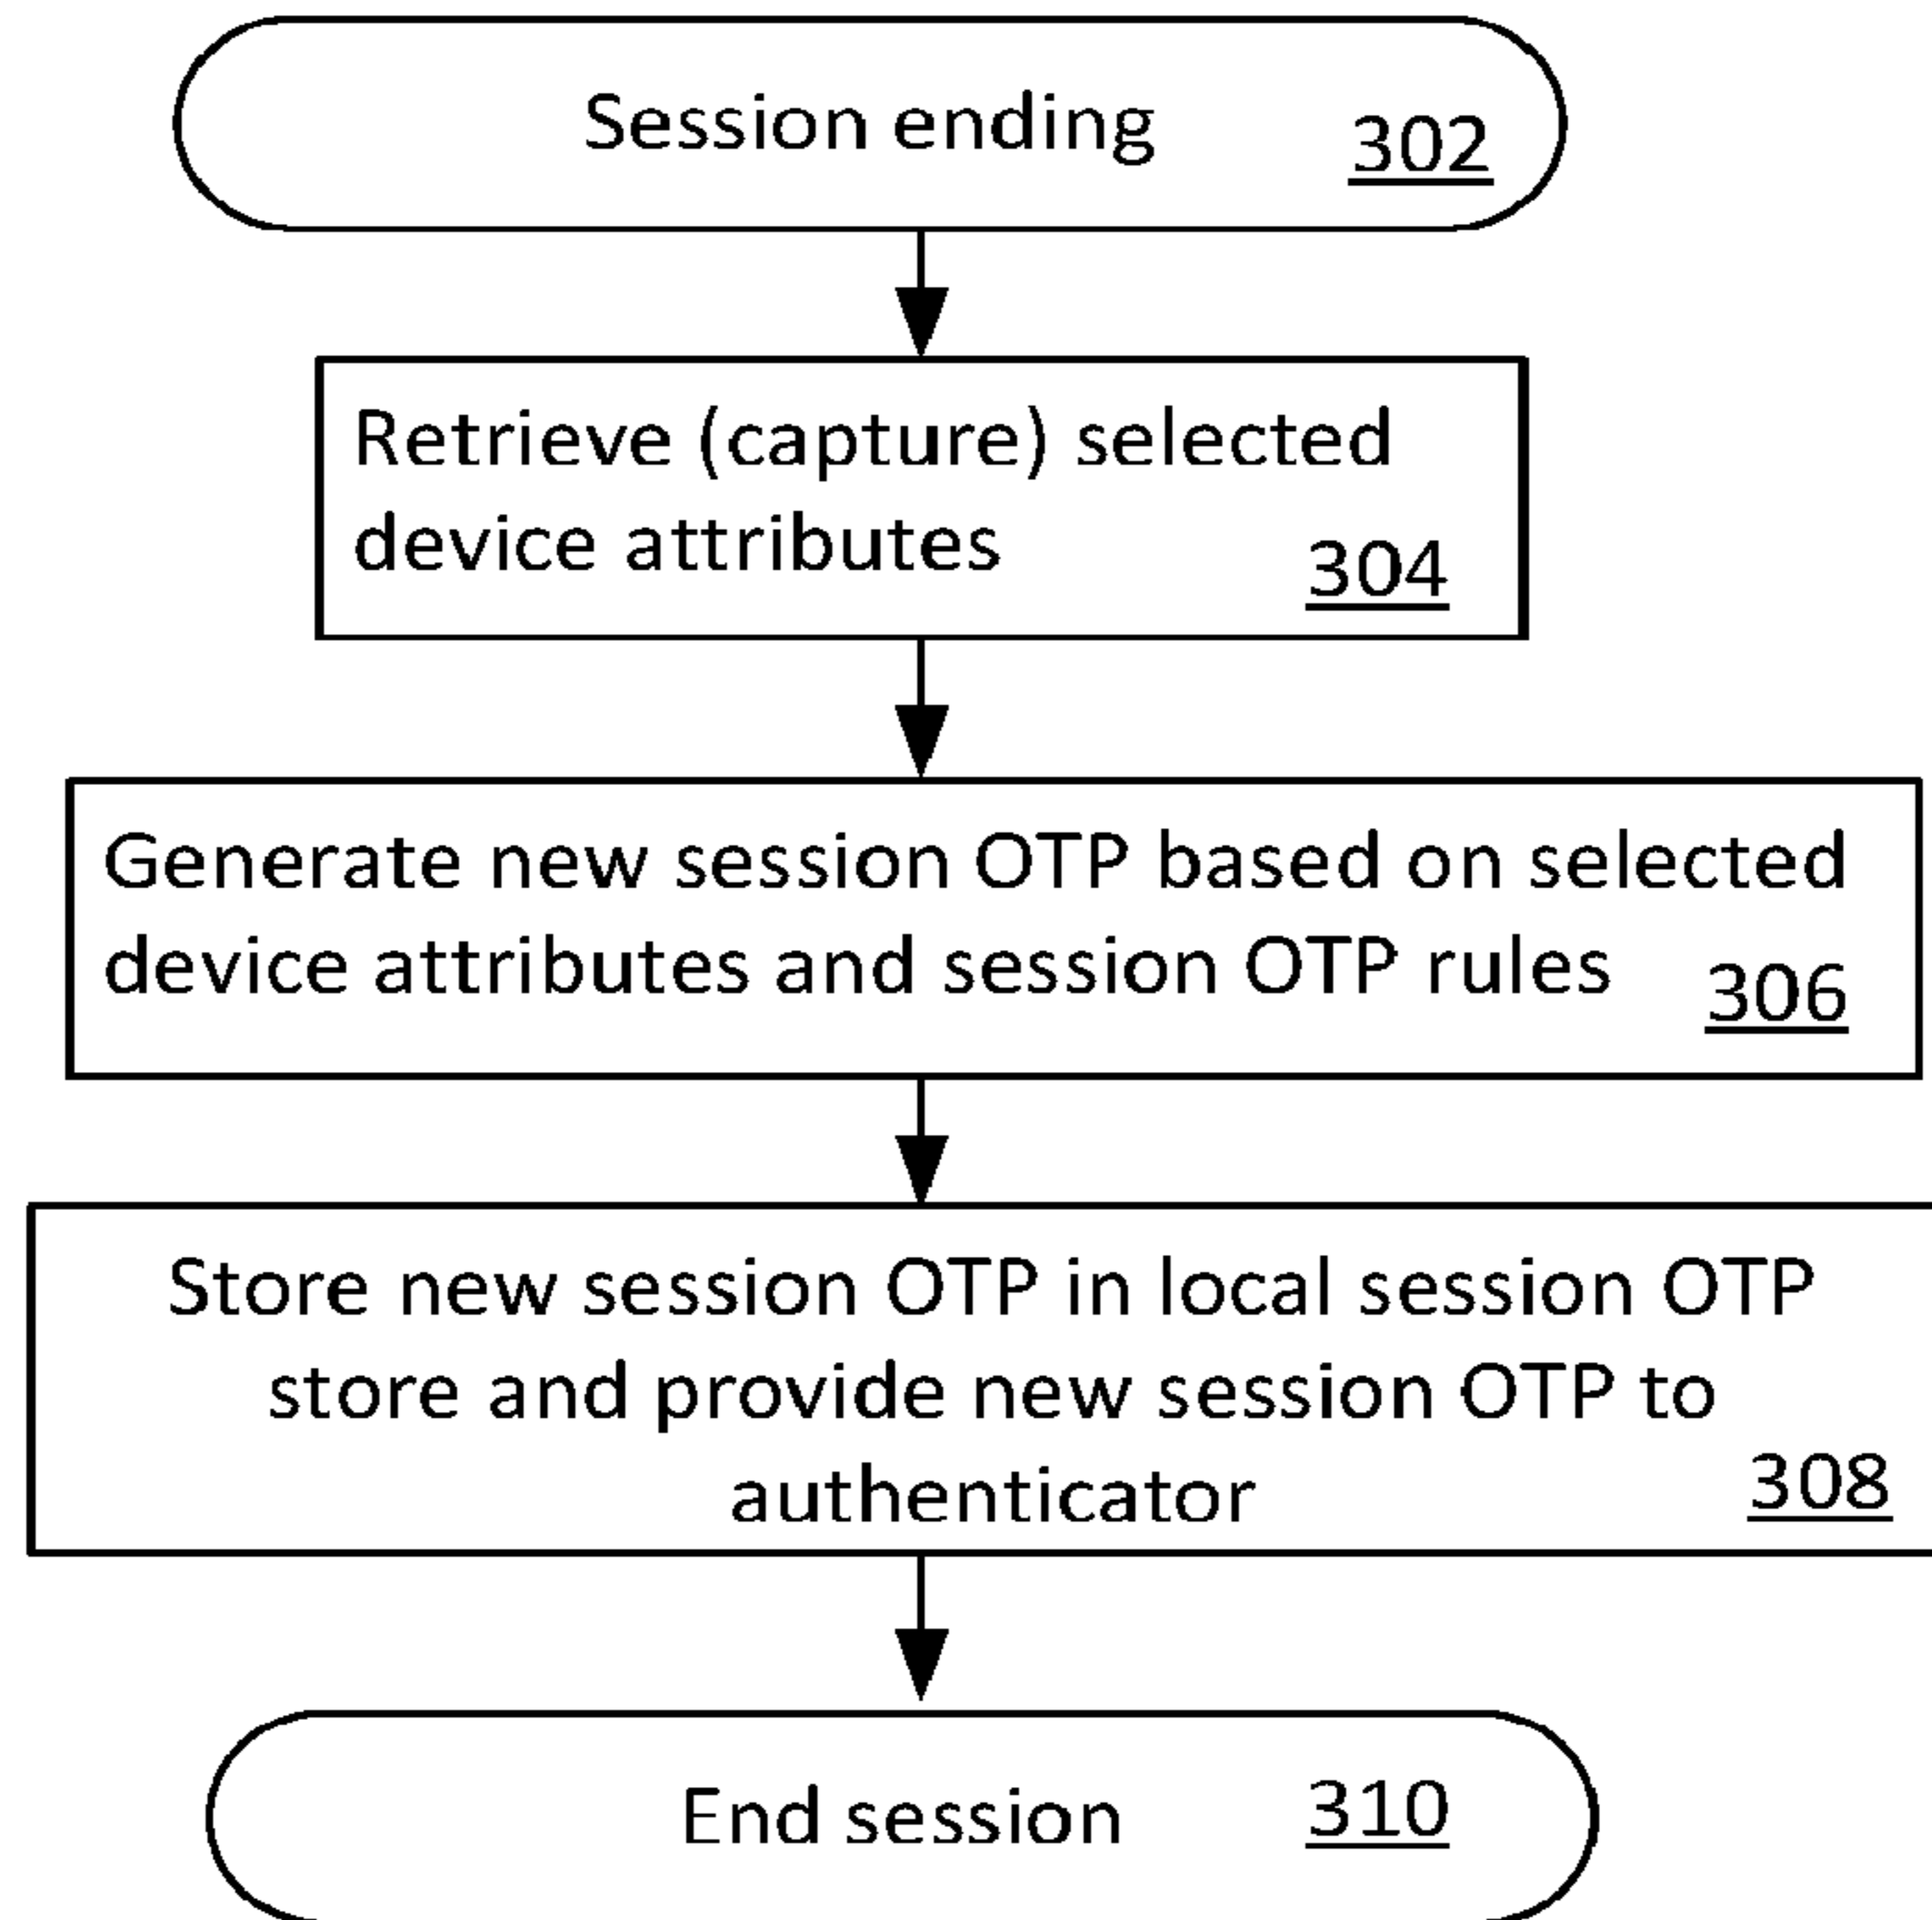 Session ending
302
Retrieve (capture) selected
device attributes
304
Generate new session OTP based on selected
device attributes and session OTP rules
306
Store new session OTP in local session OTP
store and provide new session OTP to
authenticator
308
End session
310